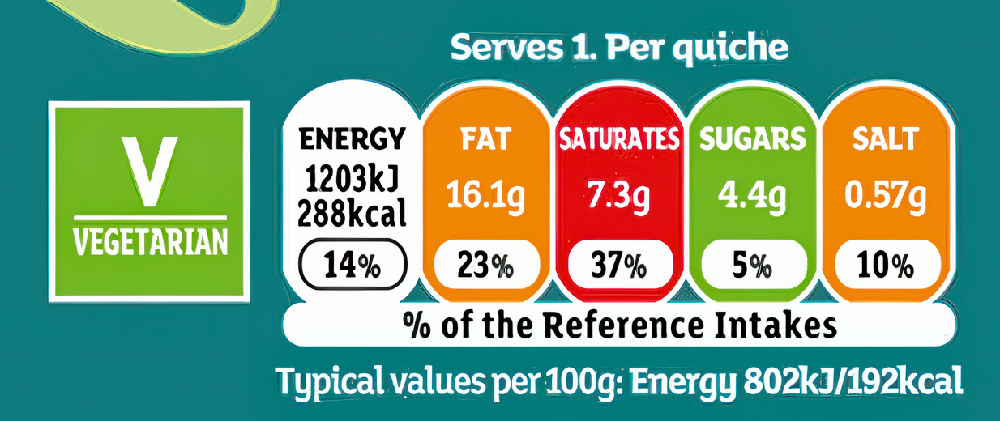 Serves 1. Per quiche
V
VEGETARIAN
ENERGY
1203kJ
288kcal
14%
FAT
16.1g
23%
SATURATES
7.3g
37%
SUGARS
4.4g
5%
SALT
0.57g
10%
% of the Reference Intakes
Typical values per 100g: Energy 802kJ/192kcal